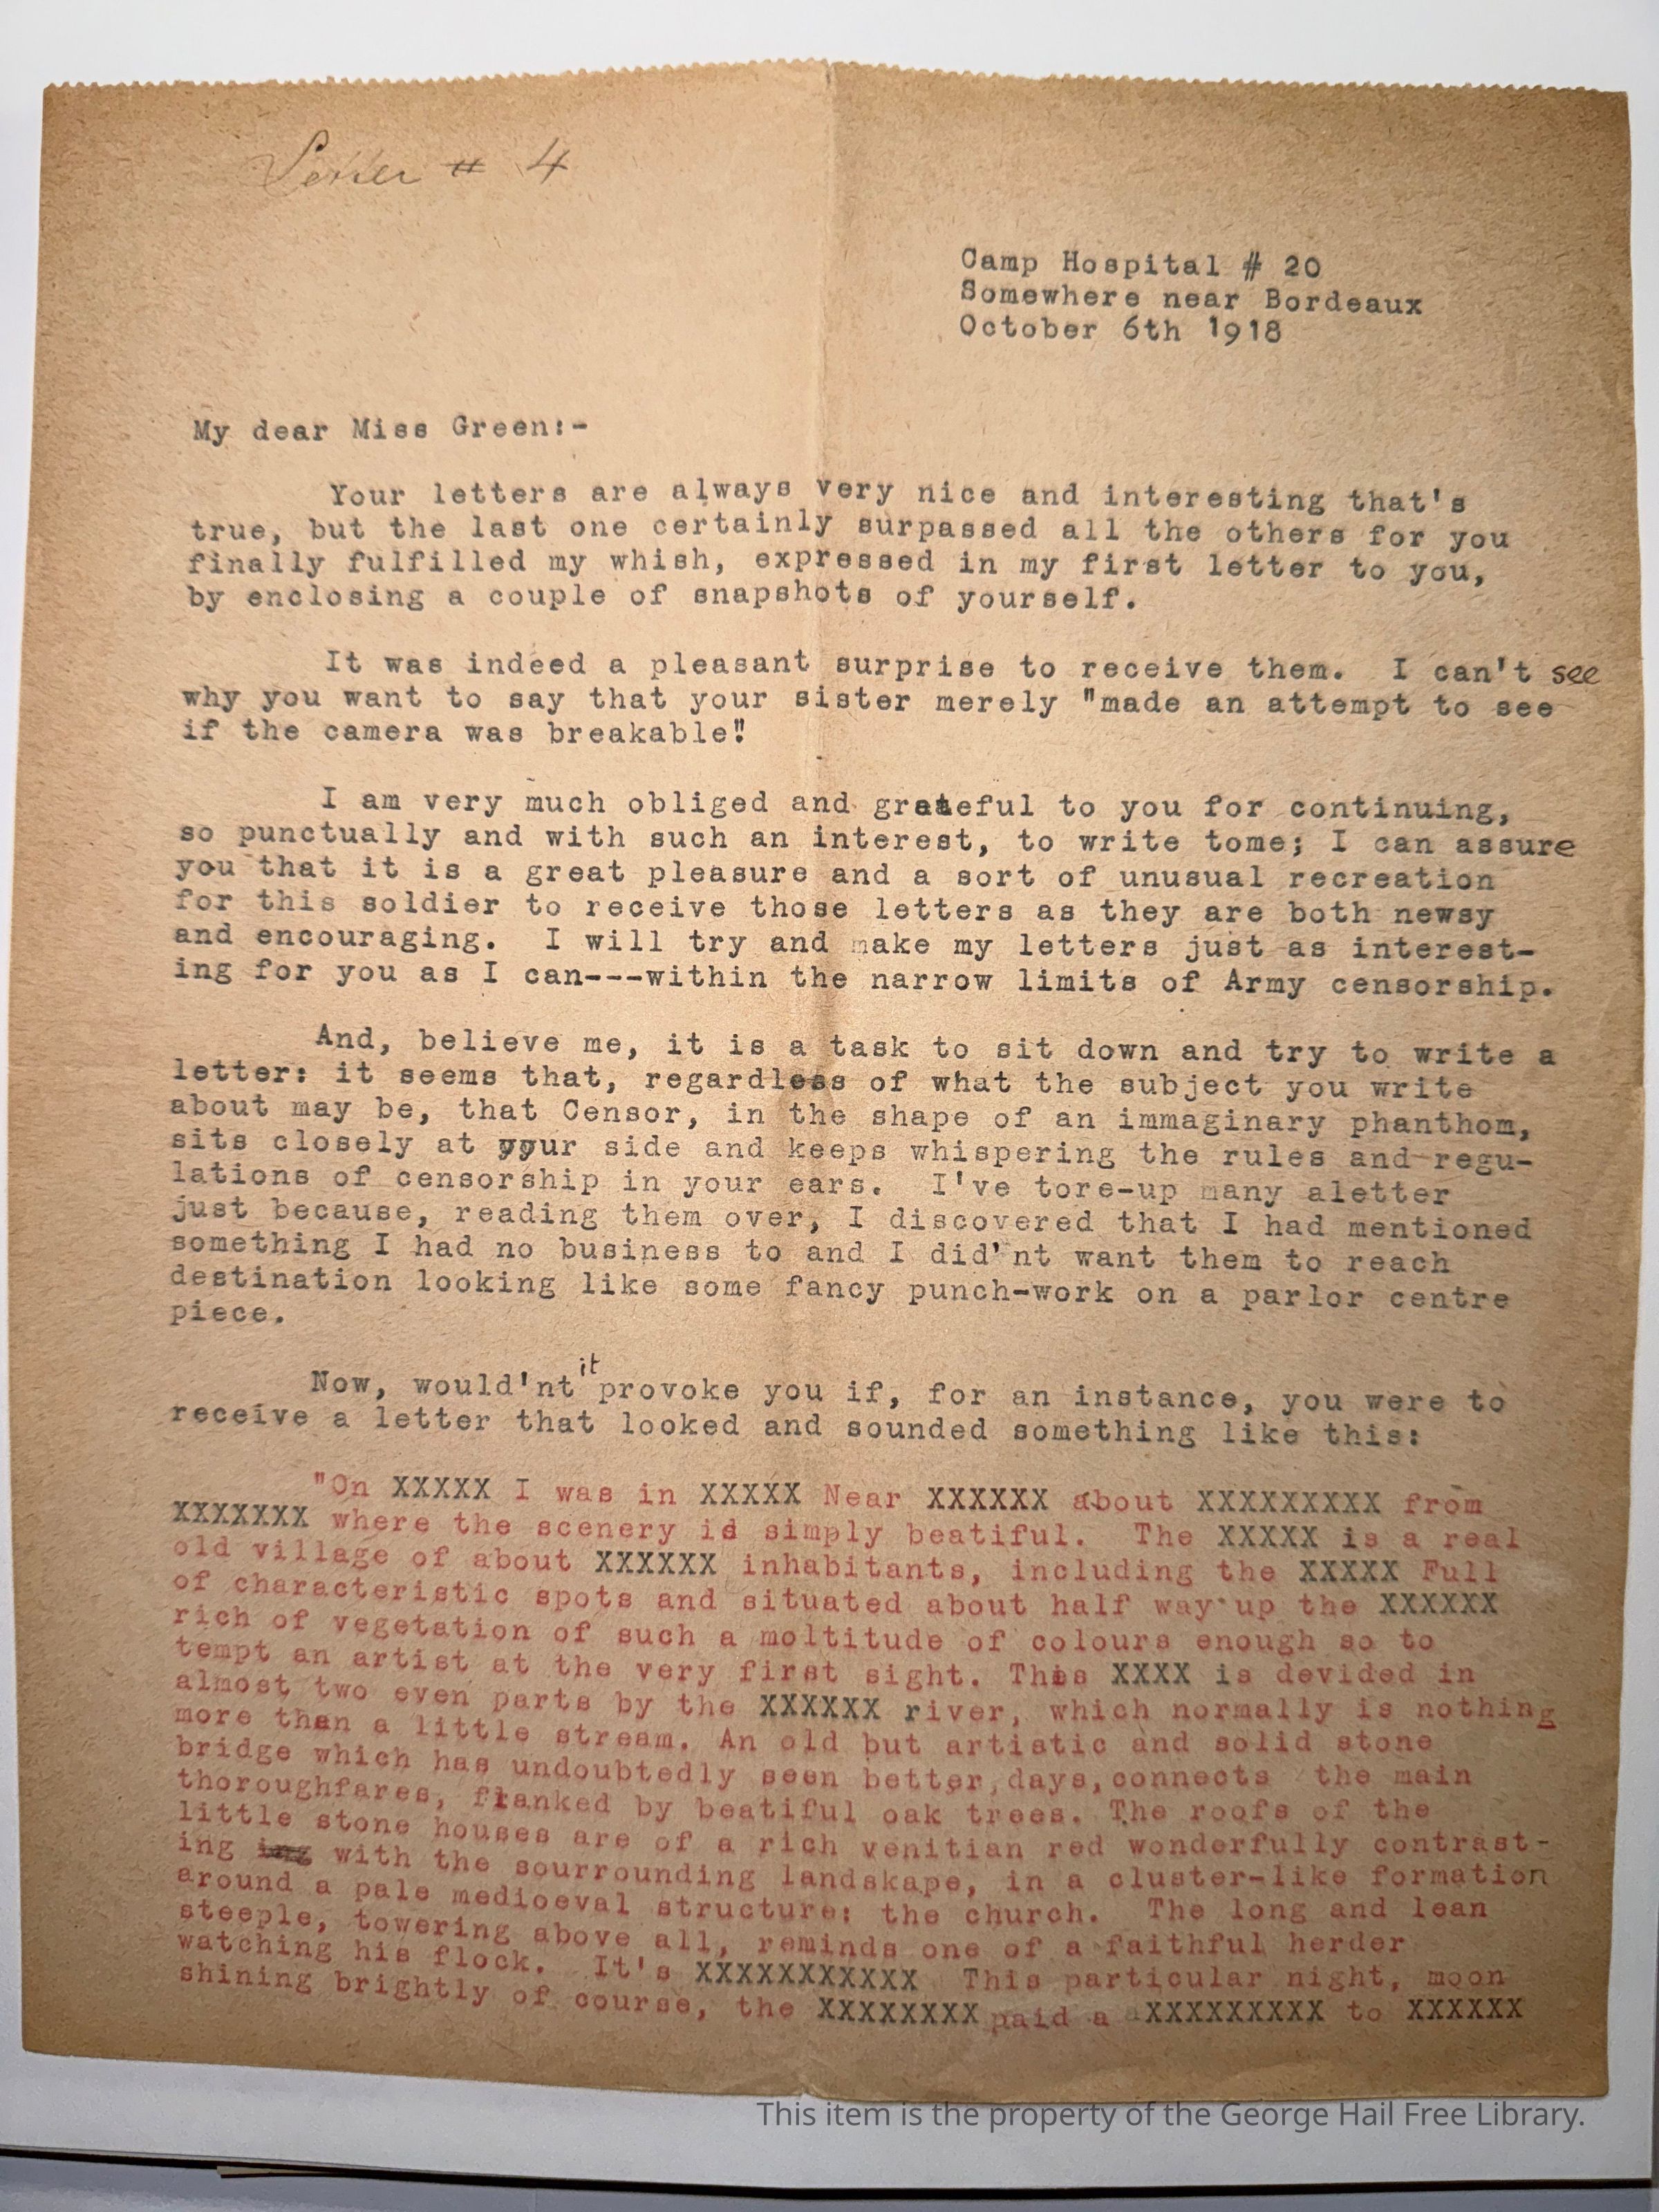 Letter # 4
Camp Hospital # 20
Somewhere near Bordeaux
October 6th 1918
My dear Miss Green:-
Your letters are always very nice and interesting that's
true, but the last one certainly surpassed all the others for you
finally fulfilled my whish, expressed in my first letter to you,
by enclosing a couple of snapshots of yourself.
It was indeed a pleasant surprise to receive them. I can't see
why you want to say that your sister merely "made an attempt to see
if the camera was breakable".
I am very much obliged and grateful to you for continuing,
so punctually and with such an interest, to write tome; I can assure
you that it is a great pleasure and a sort of unusual recreation
for this soldier to receive those letters as they are both newsy
and encouraging. I will try and make my letters just as interest-
ing for you as I can---within the narrow limits of Army censorship.
And, believe me, it is a task to sit down and try to write a
letter: it seems that, regardless of what the subject you write
about may be, that Censor, in the shape of an immaginary phanthom,
sits closely at your side and keeps whispering the rules and regu-
lations of censorship in your ears. I've tore-up many aletter
just because, reading them over, I discovered that I had mentioned
something I had no business to and I did'nt want them to reach
destination looking like some fancy punch-work on a parlor centre
piece.
Now, would'nt it provoke you if, for an instance, you were to
receive a letter that looked and sounded something like this:
"On XXXXX I was in XXXXX Near XXXXXX about XXXXXXXXX from
XXXXXXX where the scenery is simply beatiful. The XXXXX is a real
old village of about XXXXXX inhabitants, including the XXXXX Full
of characteristic spots and situated about half way up the XXXXXX
rich of vegetation of such a moltitude of colours enough so to
tempt an artist at the very first sight. This XXXX is devided in
almost two even parts by the XXXXXX river, which normally is nothing
more than a little stream. An old but artistic and solid stone
bridge which has undoubtedly seen better,days,connects the main
thoroughfares, flanked by beatiful oak trees. The roofs of the
little stone houses are of a rich venitian red wonderfully contrast-
ing with the sourrounding landskape, in a cluster-like formation
around a pale medioeval structure: the church. The long and lean
steeple, towering above all, reminds one of a faithful herder
watching his flock. It's XXXXXXXXXXX This particular night, moon
shining brightly of course, the XXXXXXXX paid a XXXXXXXXX to XXXXXX
This item is the property of the George Hail Free Library.